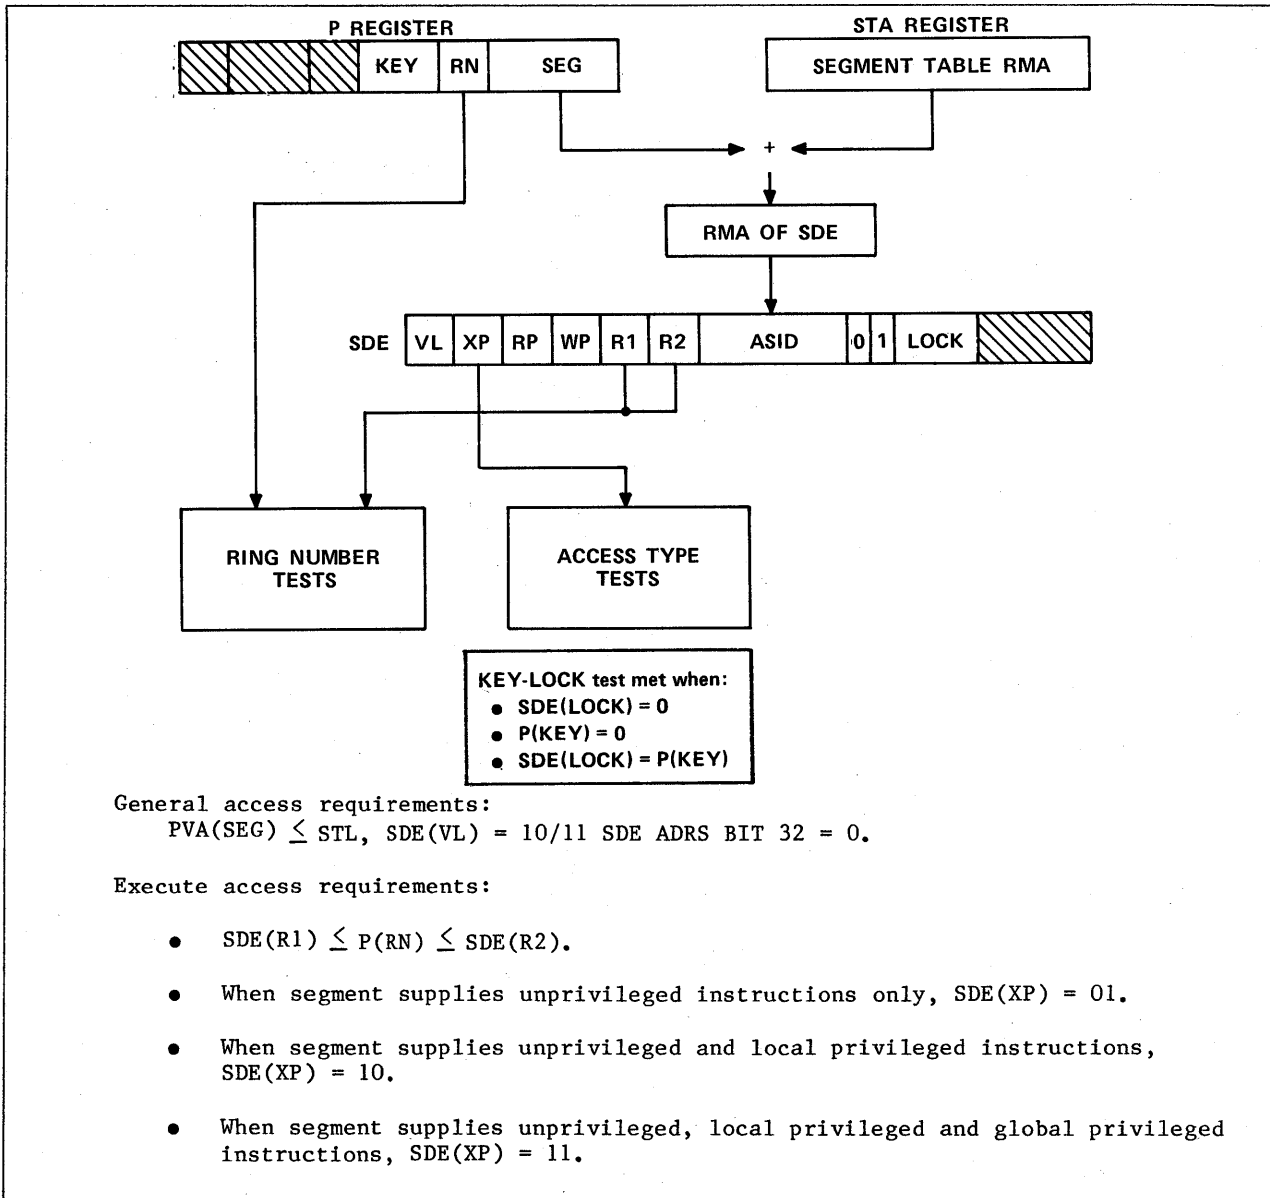 P REGISTER
STA REGISTER
KEY RN SEG
SEGMENT TABLE RMA
+
RMA OF SDE
SDE VL XP RP WP R1 R2 ASID 0 1 LOCK
RING NUMBER
TESTS
ACCESS TYPE
TESTS
KEY-LOCK test met when:
● SDE(LOCK) = 0
● P(KEY) = 0
● SDE(LOCK) = P(KEY)
General access requirements:
PVA(SEG) ≤ STL, SDE(VL) = 10/11 SDE ADRS BIT 32 = 0.
Execute access requirements:
● SDE(R1) ≤ P(RN) ≤ SDE(R2).
● When segment supplies unprivileged instructions only, SDE(XP) = 01.
● When segment supplies unprivileged and local privileged instructions,
SDE(XP) = 10.
● When segment supplies unprivileged, local privileged and global privileged
instructions, SDE(XP) = 11.